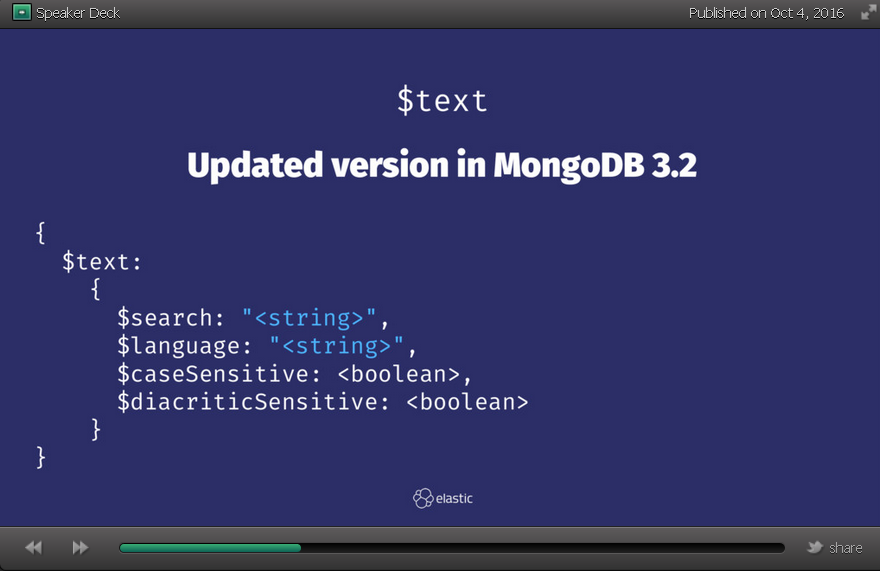 Speaker Deck Published on Oct 4, 2016
$text
Updated version in MongoDB 3.2
{
$text:
{
$search: "<string>",
$language: "<string>",
$caseSensitive: <boolean>,
$diacriticSensitive: <boolean>
}
}
elastic
share